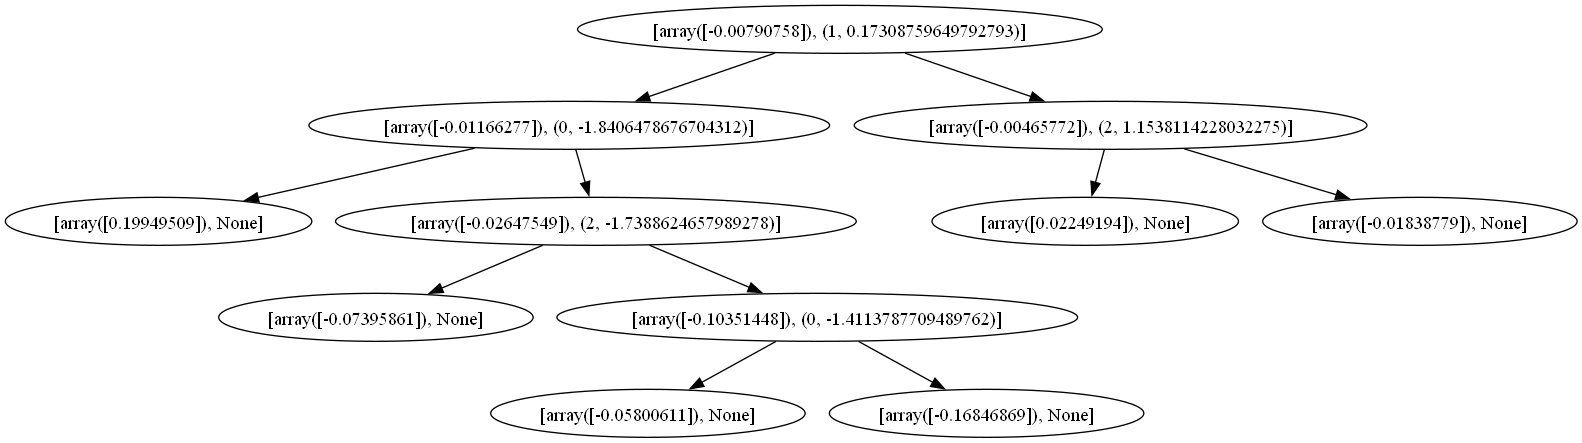 [array([-0.00790758]), (1, 0.17308759649792793)]
[array([-0.01166277]), (0, -1.8406478676704312)]
[array([-0.00465772]), (2, 1.1538114228032275)]
[array([0.19949509]), None]
[array([-0.02647549]), (2, -1.7388624657989278)]
[array([0.02249194]), None]
[array([-0.01838779]), None]
[array([-0.07395861]), None]
[array([-0.10351448]), (0, -1.4113787709489762)]
[array([-0.05800611]), None]
[array([-0.16846869]), None]